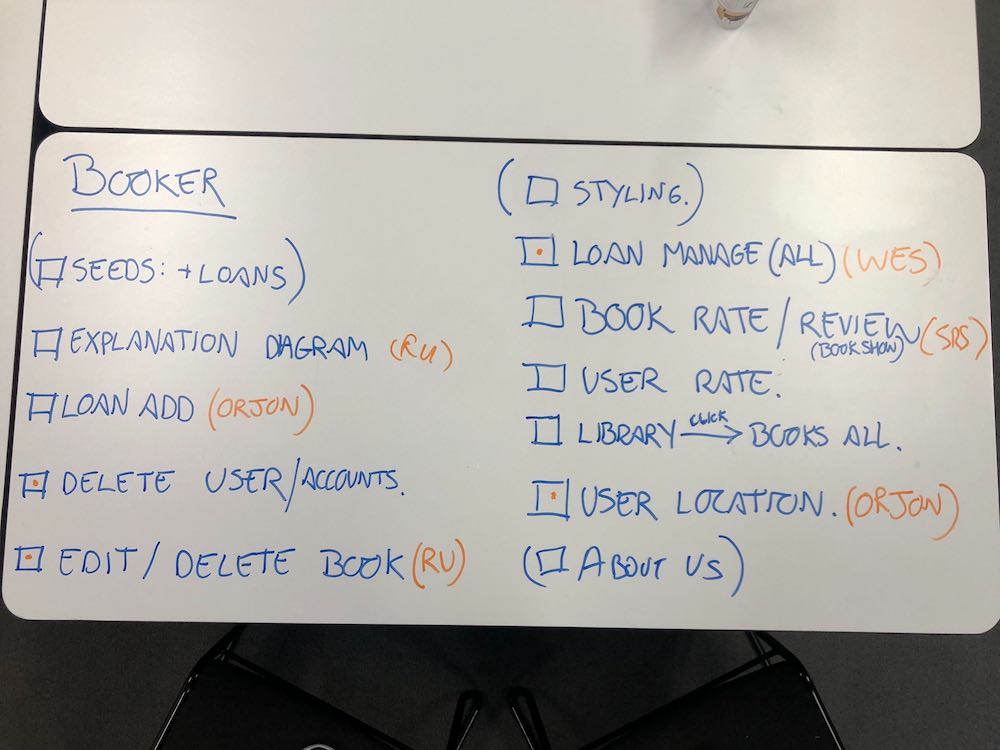 BOOKER
(☐ SEEDS: + LOANS)
☐ EXPLANATION DIAGRAM (RU)
☐ LOAN ADD (ORJON)
⊡ DELETE USER/ACCOUNTS.
⊡ EDIT / DELETE BOOK (RU)
(☐ STYLING.)
⊡ LOAN MANAGE (ALL) (WES)
☐ BOOK RATE / REVIEW (SRS)
(BOOK SHOW)
☐ USER RATE.
☐ LIBRARY click → BOOKS ALL.
⊡ USER LOCATION. (ORJON)
(☐ ABOUT US)